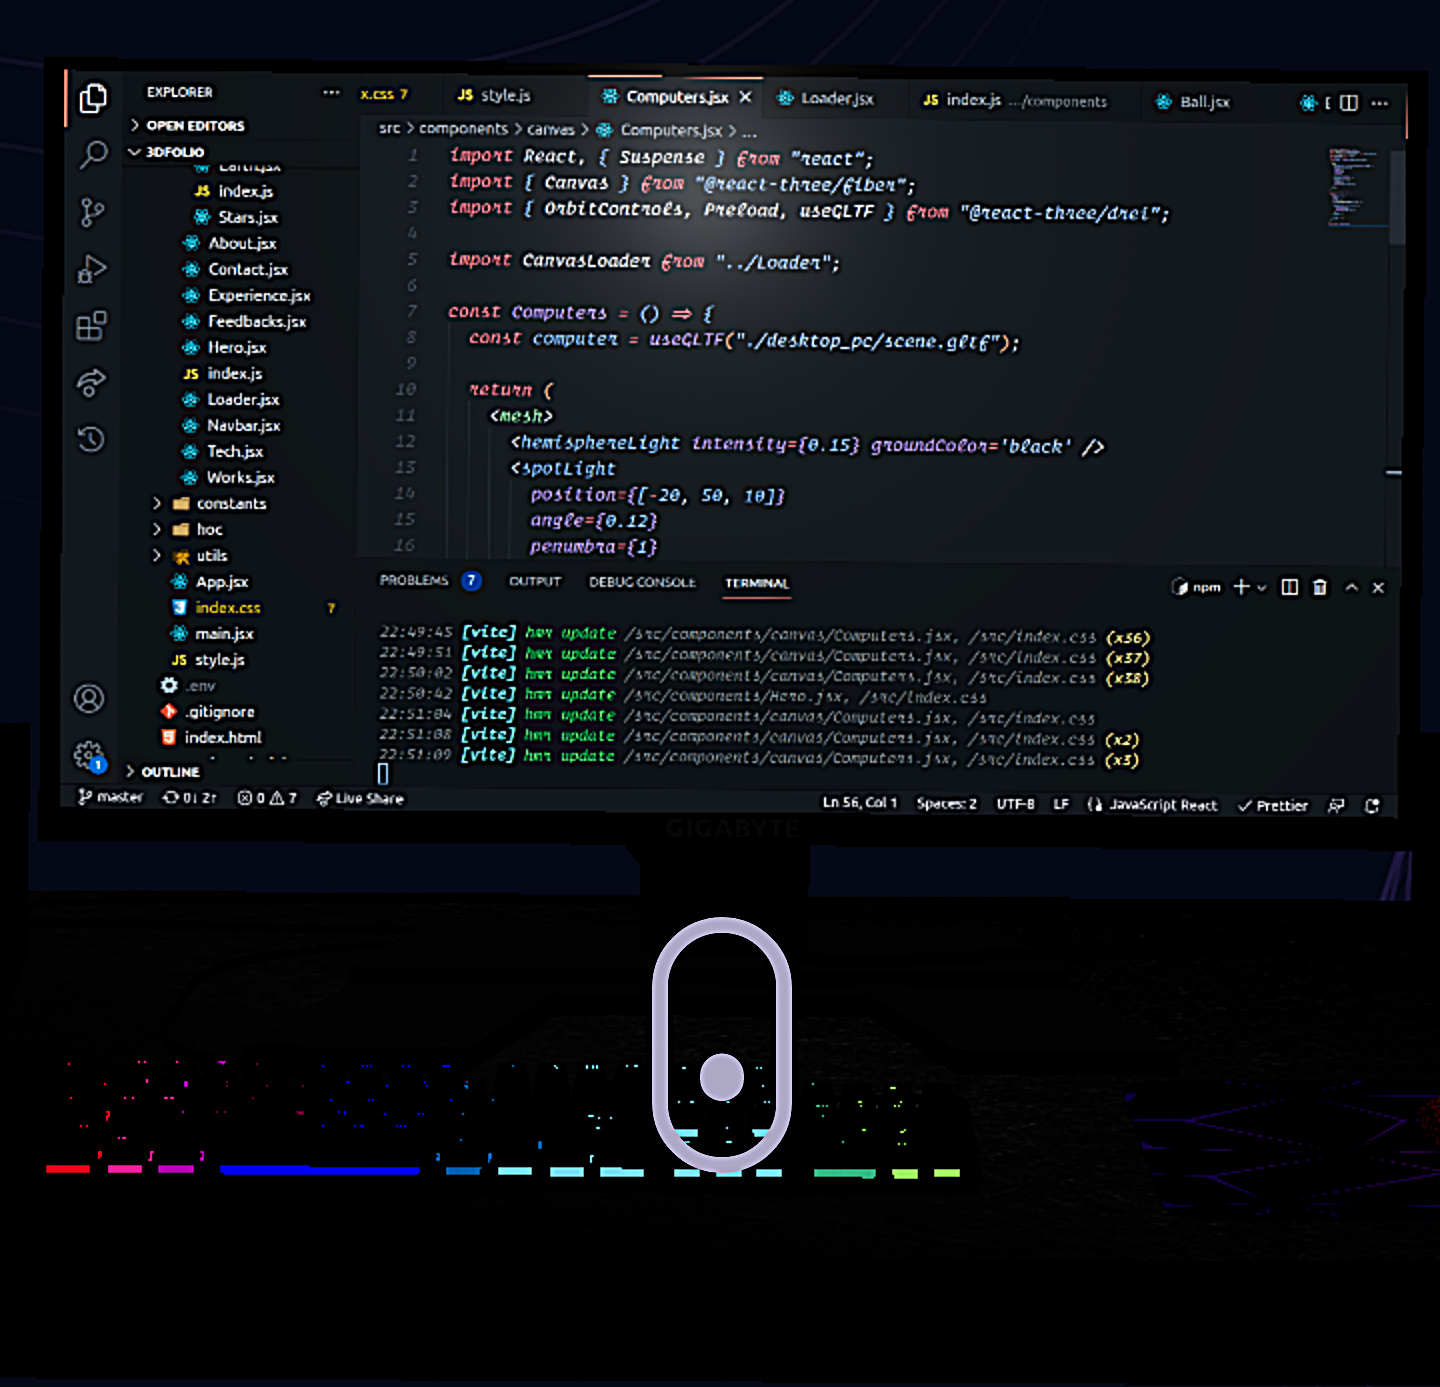 EXPLORER
OPEN EDITORS
3DFOLIO
Earth.jsx
index.js
Stars.jsx
About.jsx
Contact.jsx
Experience.jsx
Feedbacks.jsx
Hero.jsx
index.js
Loader.jsx
Navbar.jsx
Tech.jsx
Works.jsx
constants
hoc
utils
App.jsx
index.css 7
main.jsx
style.js
.env
.gitignore
index.html
OUTLINE
x.css 7 JS style.js Computers.jsx Loader.jsx JS index.js .../components Ball.jsx
src > components > canvas > Computers.jsx > ...
1 import React, { Suspense } from "react";
2 import { Canvas } from "@react-three/fiber";
3 import { OrbitControls, Preload, useGLTF } from "@react-three/drei";
4
5 import CanvasLoader from "../Loader";
6
7 const Computers = () => {
8 const computer = useGLTF("./desktop_pc/scene.gltf");
9
10 return (
11 <mesh>
12 <hemisphereLight intensity={0.15} groundColor='black' />
13 <spotLight
14 position={[-20, 50, 10]}
15 angle={0.12}
16 penumbra={1}
PROBLEMS 7 OUTPUT DEBUG CONSOLE TERMINAL npm
22:49:45 [vite] hmr update /src/components/canvas/Computers.jsx, /src/index.css (x36)
22:49:51 [vite] hmr update /src/components/canvas/Computers.jsx, /src/index.css (x37)
22:50:02 [vite] hmr update /src/components/canvas/Computers.jsx, /src/index.css (x38)
22:50:42 [vite] hmr update /src/components/Hero.jsx, /src/index.css
22:51:04 [vite] hmr update /src/components/canvas/Computers.jsx, /src/index.css
22:51:08 [vite] hmr update /src/components/canvas/Computers.jsx, /src/index.css (x2)
22:51:09 [vite] hmr update /src/components/canvas/Computers.jsx, /src/index.css (x3)
master 0↓ 2↑ 0 7 Live Share Ln 56, Col 1 Spaces: 2 UTF-8 LF JavaScript React Prettier
GIGABYTE